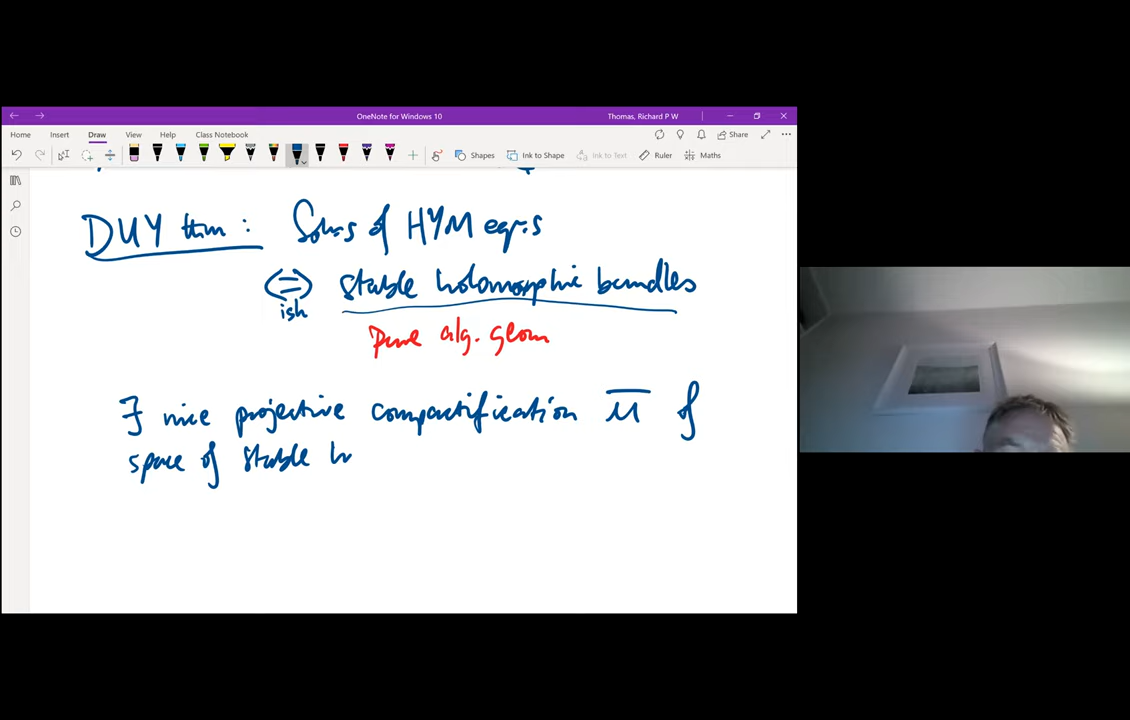 OneNote for Windows 10
Thomas, Richard P W
Home Insert Draw View Help Class Notebook
Share
Shapes Ink to Shape Ink to Text Ruler Maths
DUY thm : Solns of HYM eqns
<=> stable holomorphic bundles
ish
Pure alg. geom
∃ nice projective compactification M̅ of
space of stable h